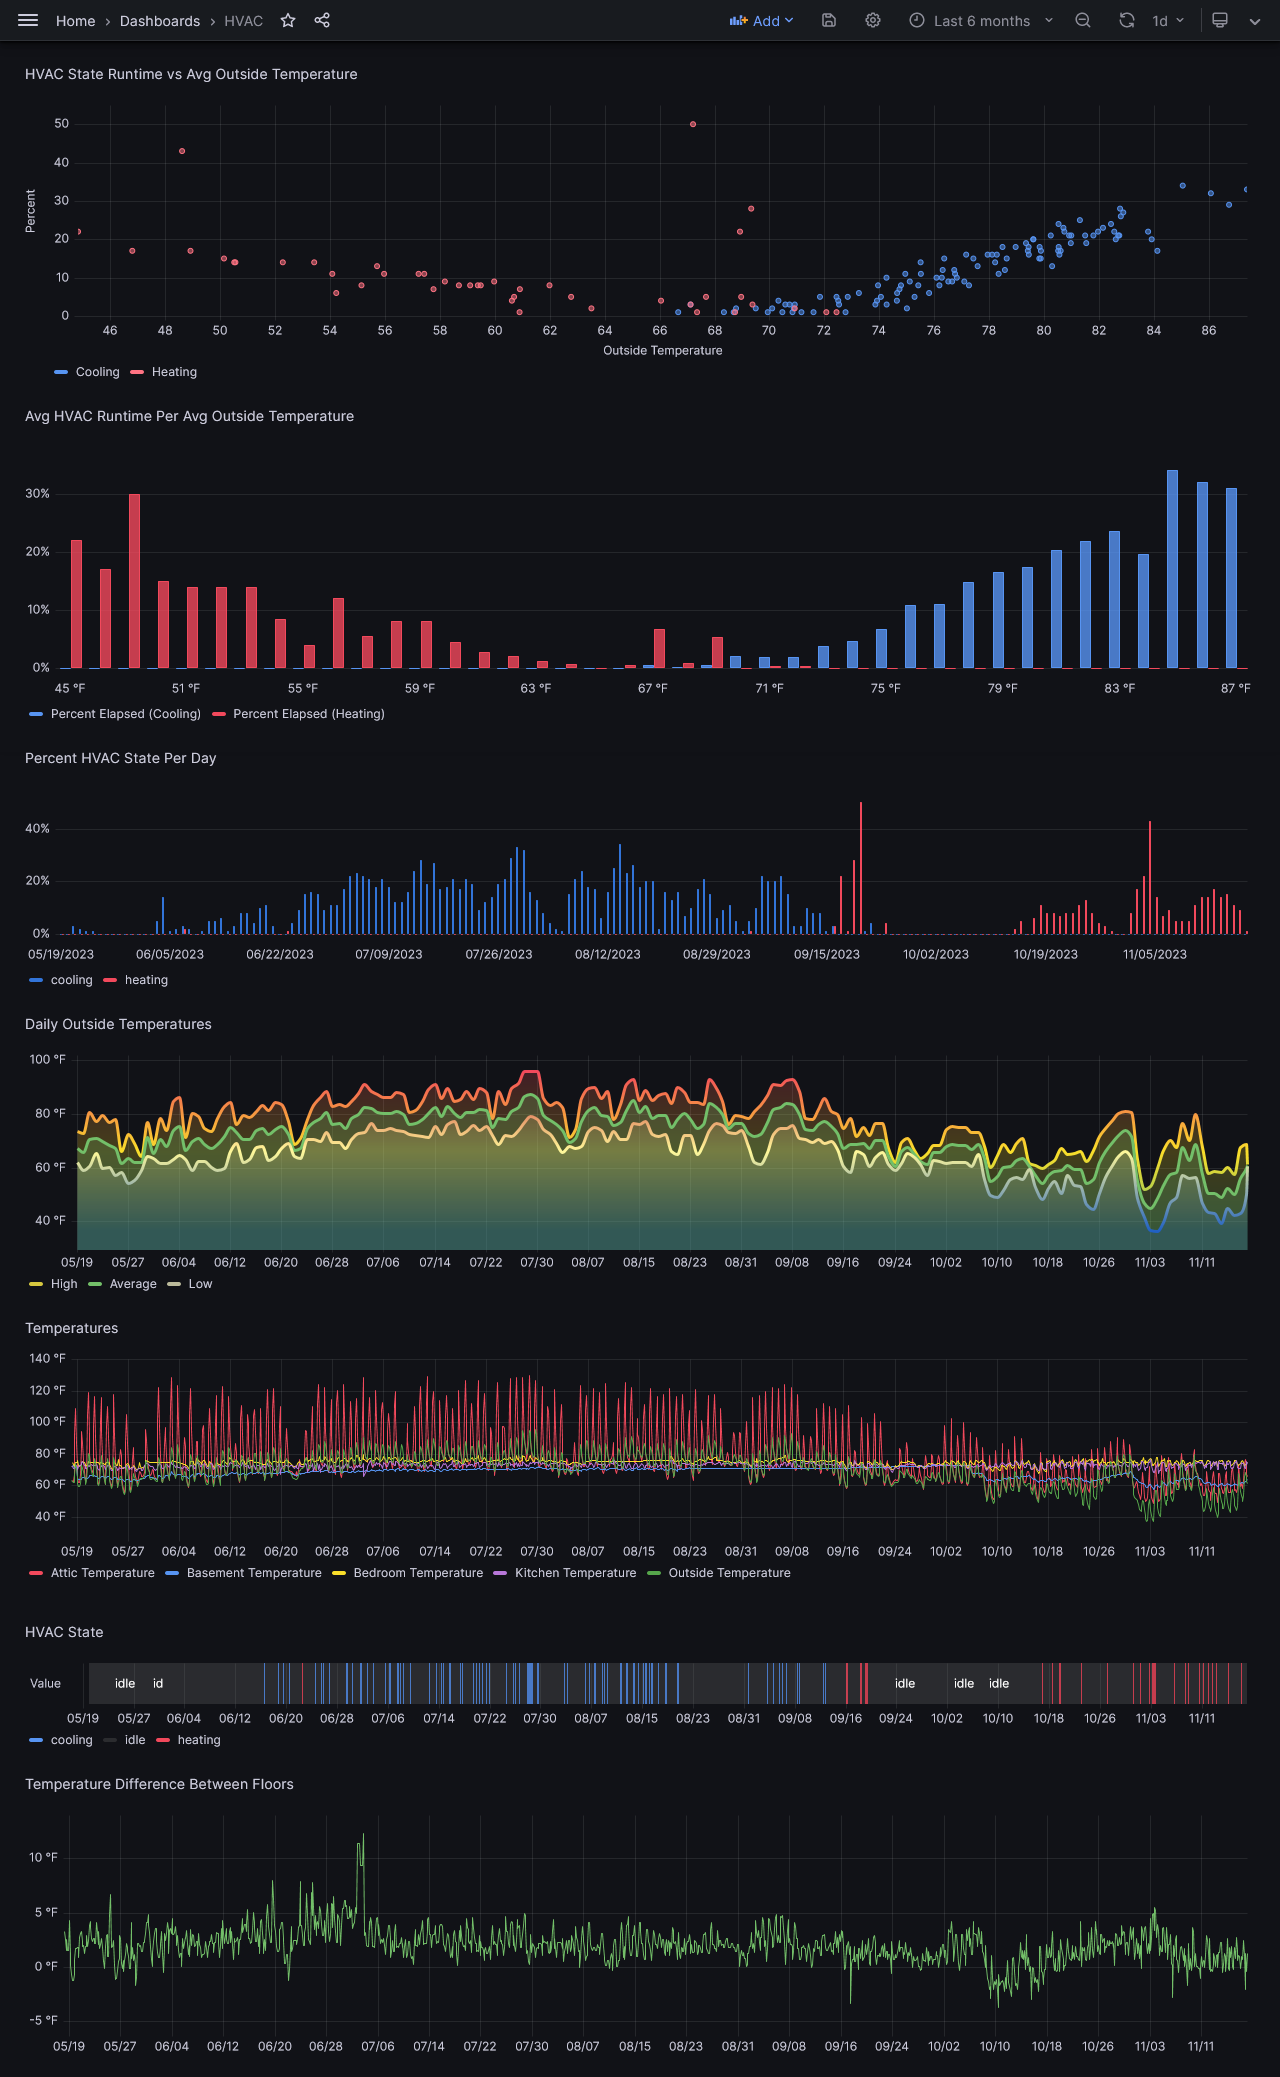 Home › Dashboards › HVAC Add Last 6 months 1d
HVAC State Runtime vs Avg Outside Temperature
50
40
30
20
10
0
Percent
46 48 50 52 54 56 58 60 62 64 66 68 70 72 74 76 78 80 82 84 86
Outside Temperature
Cooling Heating
Avg HVAC Runtime Per Avg Outside Temperature
30%
20%
10%
0%
45 °F 51 °F 55 °F 59 °F 63 °F 67 °F 71 °F 75 °F 79 °F 83 °F 87 °F
Percent Elapsed (Cooling) Percent Elapsed (Heating)
Percent HVAC State Per Day
40%
20%
0%
05/19/2023 06/05/2023 06/22/2023 07/09/2023 07/26/2023 08/12/2023 08/29/2023 09/15/2023 10/02/2023 10/19/2023 11/05/2023
cooling heating
Daily Outside Temperatures
100 °F
80 °F
60 °F
40 °F
05/19 05/27 06/04 06/12 06/20 06/28 07/06 07/14 07/22 07/30 08/07 08/15 08/23 08/31 09/08 09/16 09/24 10/02 10/10 10/18 10/26 11/03 11/11
High Average Low
Temperatures
140 °F
120 °F
100 °F
80 °F
60 °F
40 °F
05/19 05/27 06/04 06/12 06/20 06/28 07/06 07/14 07/22 07/30 08/07 08/15 08/23 08/31 09/08 09/16 09/24 10/02 10/10 10/18 10/26 11/03 11/11
Attic Temperature Basement Temperature Bedroom Temperature Kitchen Temperature Outside Temperature
HVAC State
Value idle id idle idle idle
05/19 05/27 06/04 06/12 06/20 06/28 07/06 07/14 07/22 07/30 08/07 08/15 08/23 08/31 09/08 09/16 09/24 10/02 10/10 10/18 10/26 11/03 11/11
cooling idle heating
Temperature Difference Between Floors
10 °F
5 °F
0 °F
-5 °F
05/19 05/27 06/04 06/12 06/20 06/28 07/06 07/14 07/22 07/30 08/07 08/15 08/23 08/31 09/08 09/16 09/24 10/02 10/10 10/18 10/26 11/03 11/11